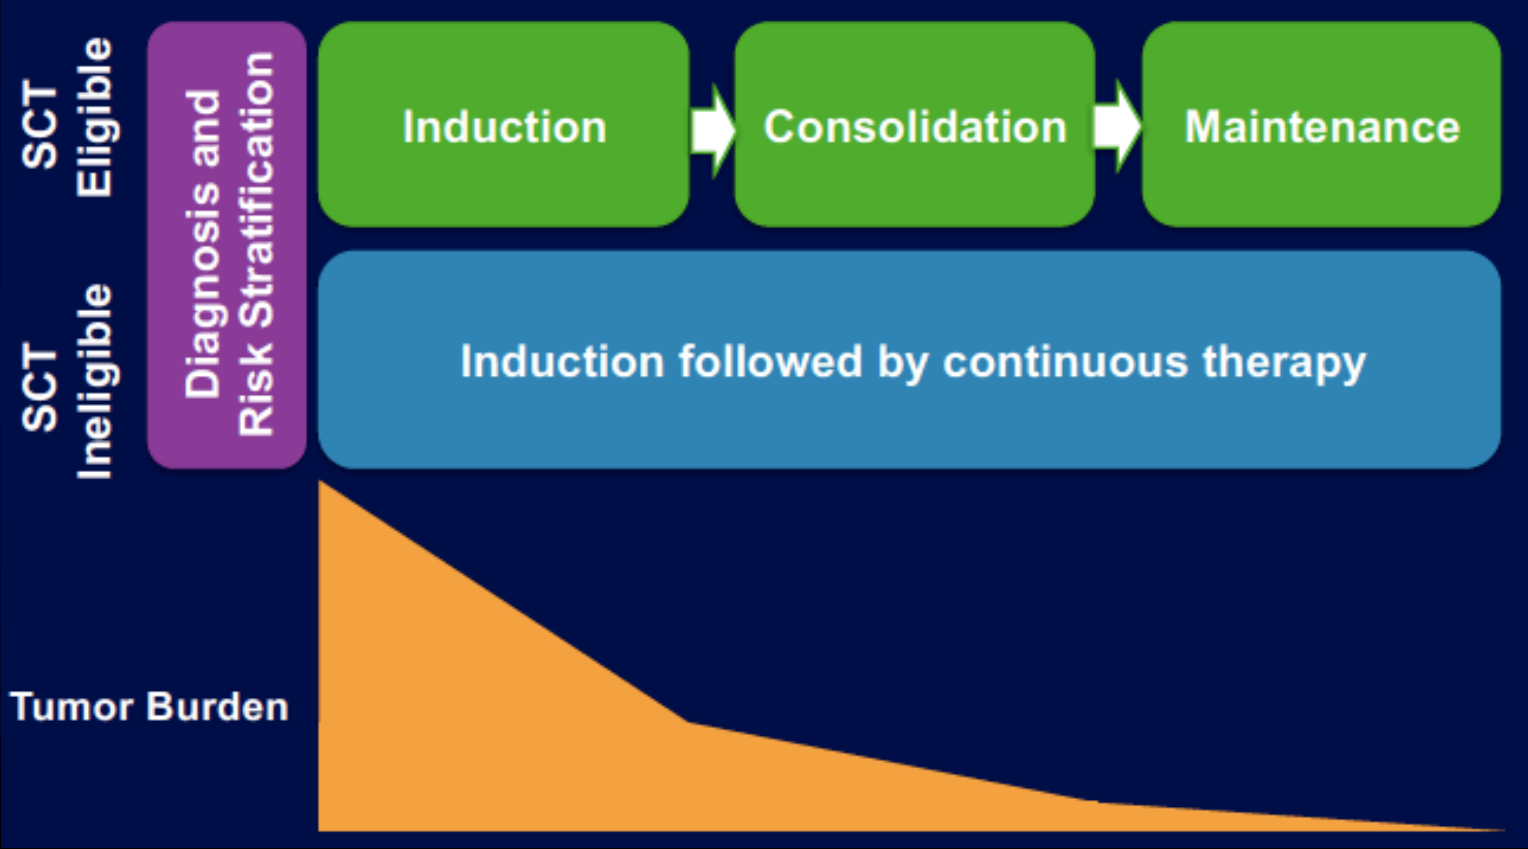 SCT
Eligible
Diagnosis and
Risk Stratification
Induction
Consolidation
Maintenance
SCT
Ineligible
Induction followed by continuous therapy
Tumor Burden